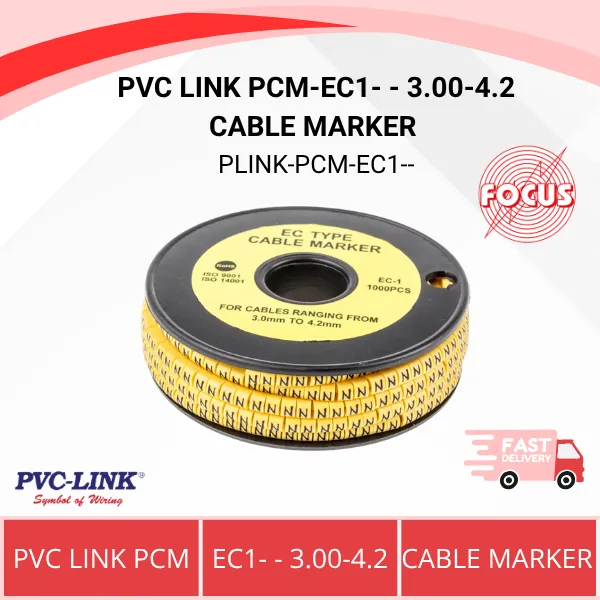 PVC LINK PCM-EC1- - 3.00-4.2
CABLE MARKER
PLINK-PCM-EC1--
FOCUS
EC TYPE
CABLE MARKER
RoHS
ISO 9001
ISO 14001
EC-1
1000PCS
FOR CABLES RANGING FROM
3.0mm TO 4.2mm
N N N N N N N N N N N N
FAST
DELIVERY
PVC-LINK®
Symbol of Wiring
PVC LINK PCM
EC1- - 3.00-4.2
CABLE MARKER